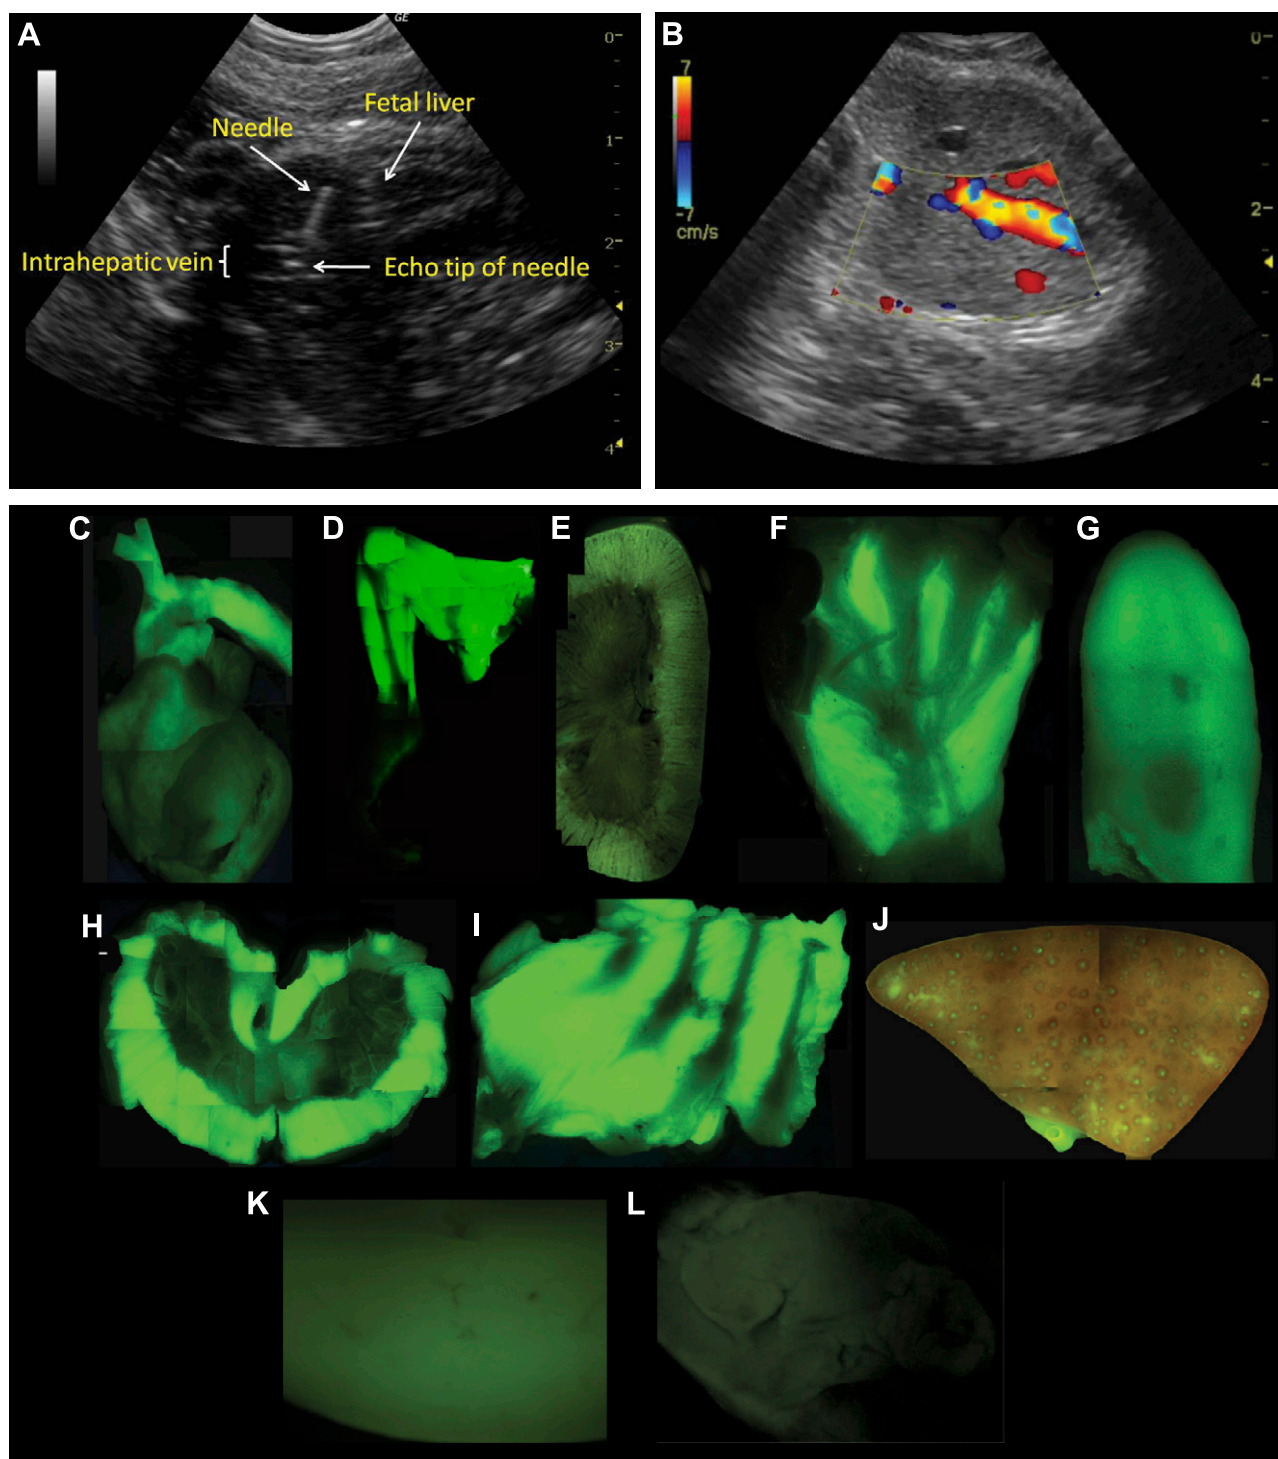 A
GE
0
Fetal liver
Needle
1
2
Intrahepatic vein {
Echo tip of needle
3
4
B
7
-7
cm/s
0
2
4
C
D
E
F
G
H
I
J
K
L